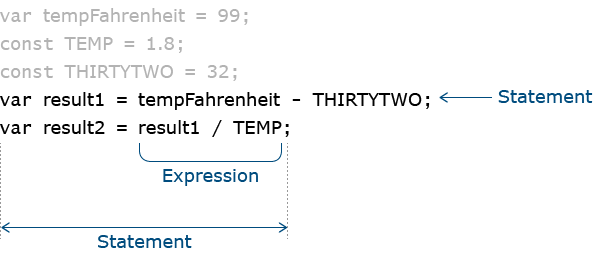 var tempFahrenheit = 99;
const TEMP = 1.8;
const THIRTYTWO = 32;
var result1 = tempFahrenheit - THIRTYTWO; Statement
var result2 = result1 / TEMP;
Expression
Statement